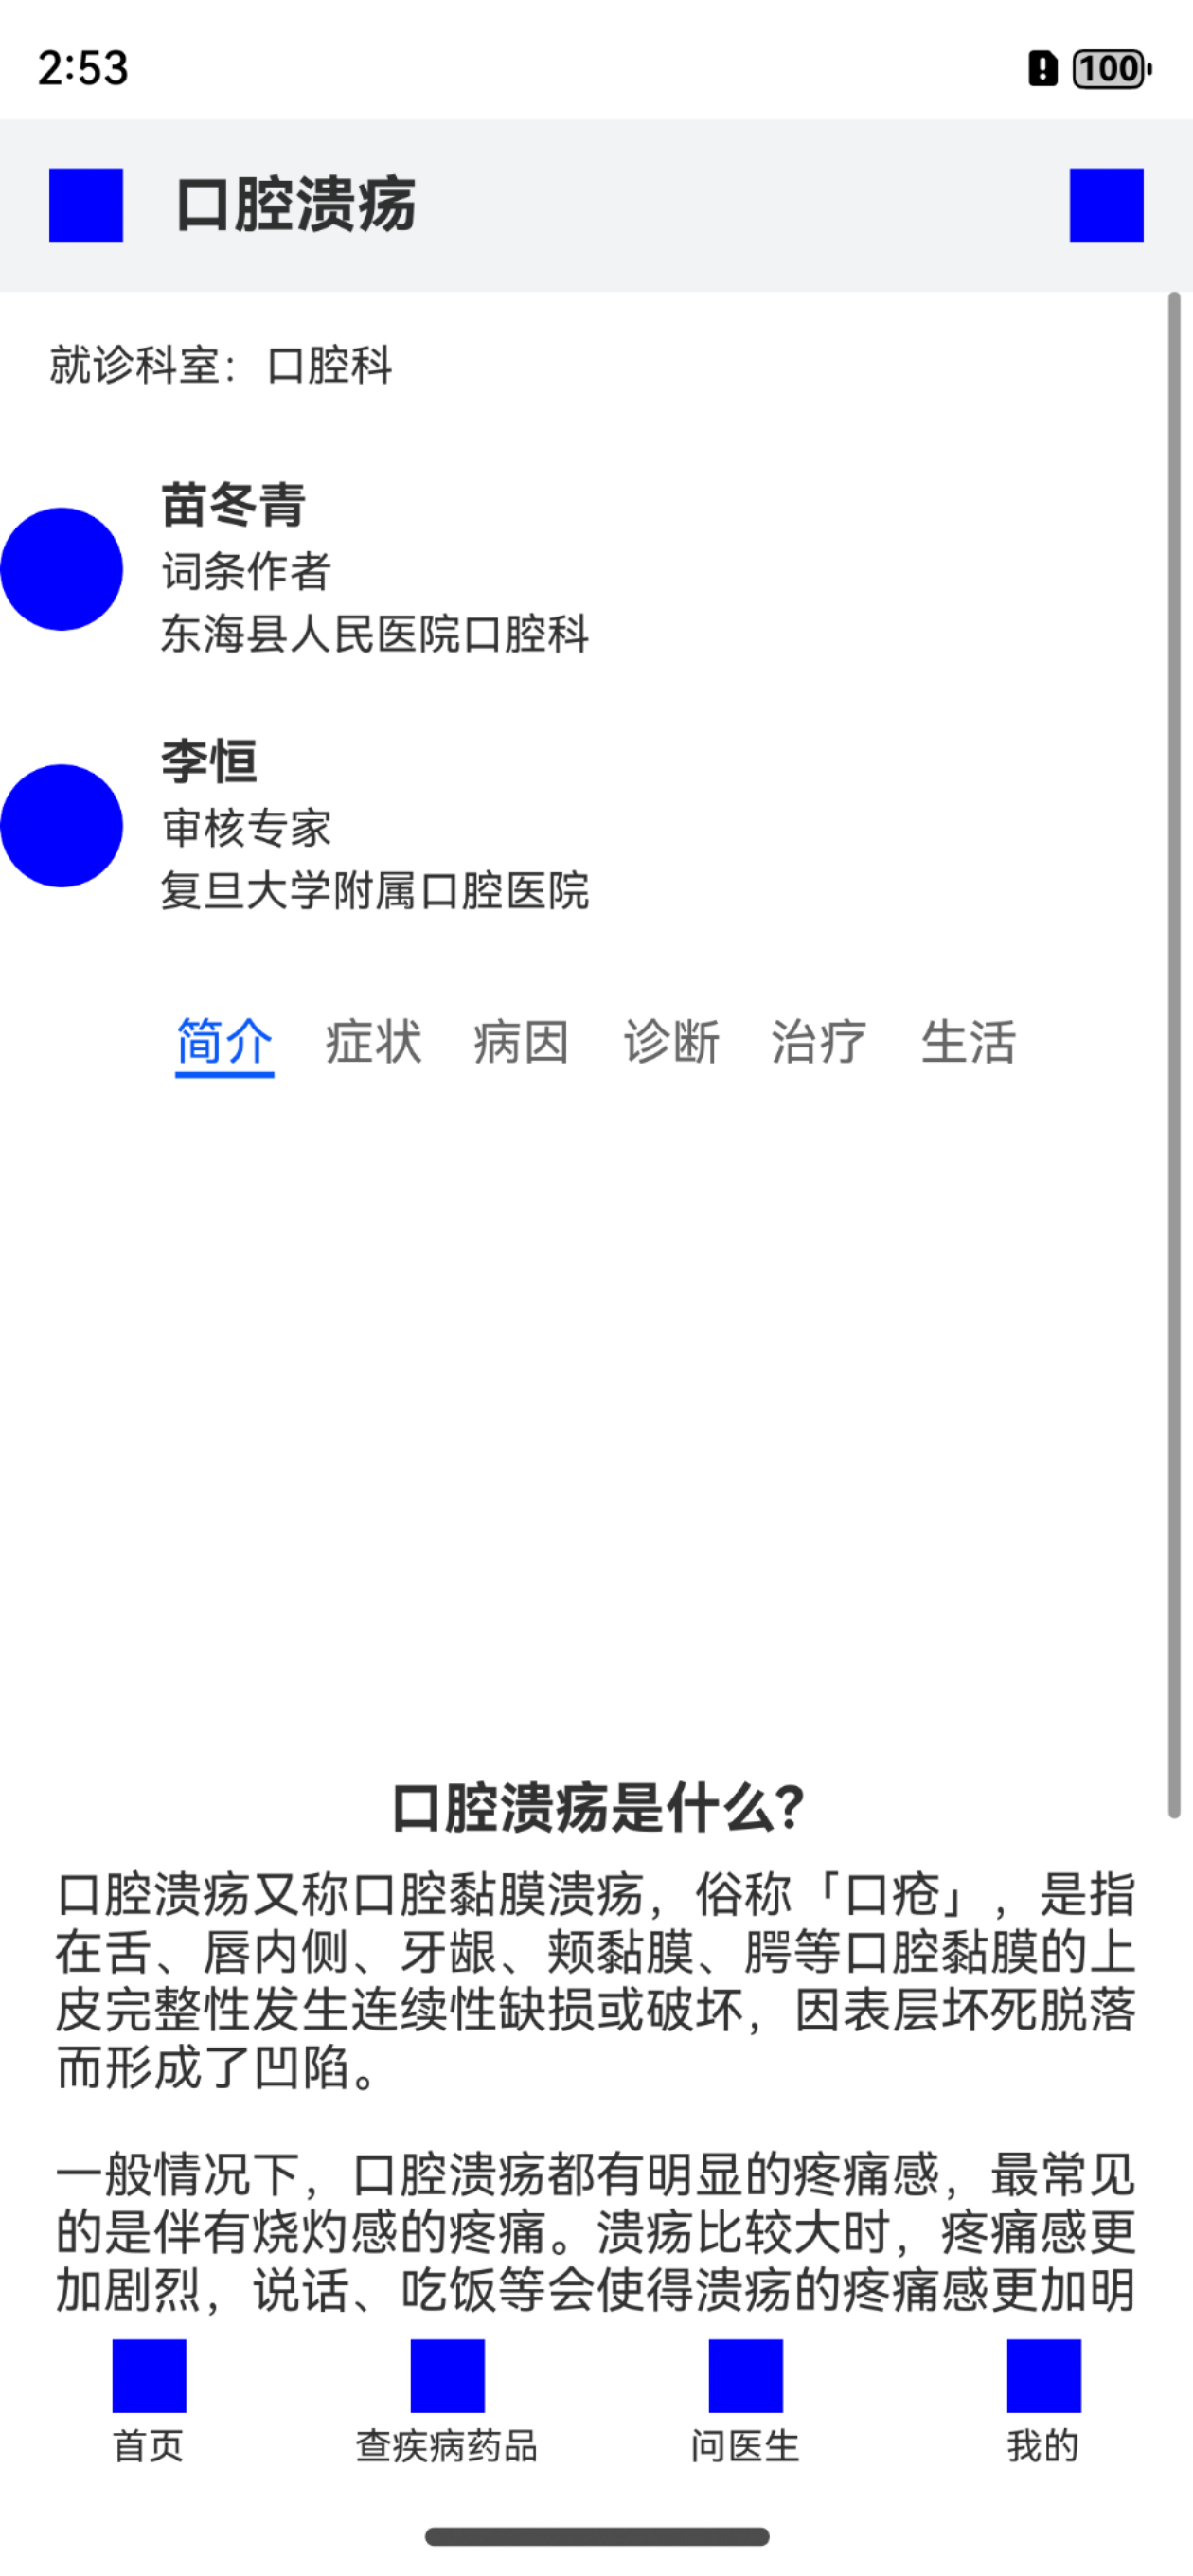 2:53
100
口腔溃疡
就诊科室：口腔科
苗冬青
词条作者
东海县人民医院口腔科
李恒
审核专家
复旦大学附属口腔医院
简介 症状 病因 诊断 治疗 生活
口腔溃疡是什么？
口腔溃疡又称口腔黏膜溃疡，俗称「口疮」，是指
在舌、唇内侧、牙龈、颊黏膜、腭等口腔黏膜的上
皮完整性发生连续性缺损或破坏，因表层坏死脱落
而形成了凹陷。
一般情况下，口腔溃疡都有明显的疼痛感，最常见
的是伴有烧灼感的疼痛。溃疡比较大时，疼痛感更
加剧烈，说话、吃饭等会使得溃疡的疼痛感更加明
首页 查疾病药品 问医生 我的